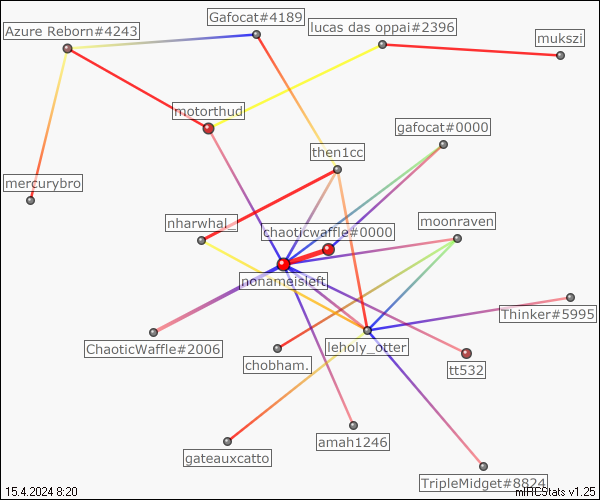 Gafocat#4189
lucas das oppai#2396
Azure Reborn#4243
mukszi
motorthud
gafocat#0000
then1cc
mercurybro
nharwhal_
moonraven
chaoticwaffle#0000
nonameisleft
Thinker#5995
ChaoticWaffle#2006
leholy_otter
chobham.
tt532
amah1246
gateauxcatto
TripleMidget#8824
15.4.2024 8:20
mIRCStats v1.25